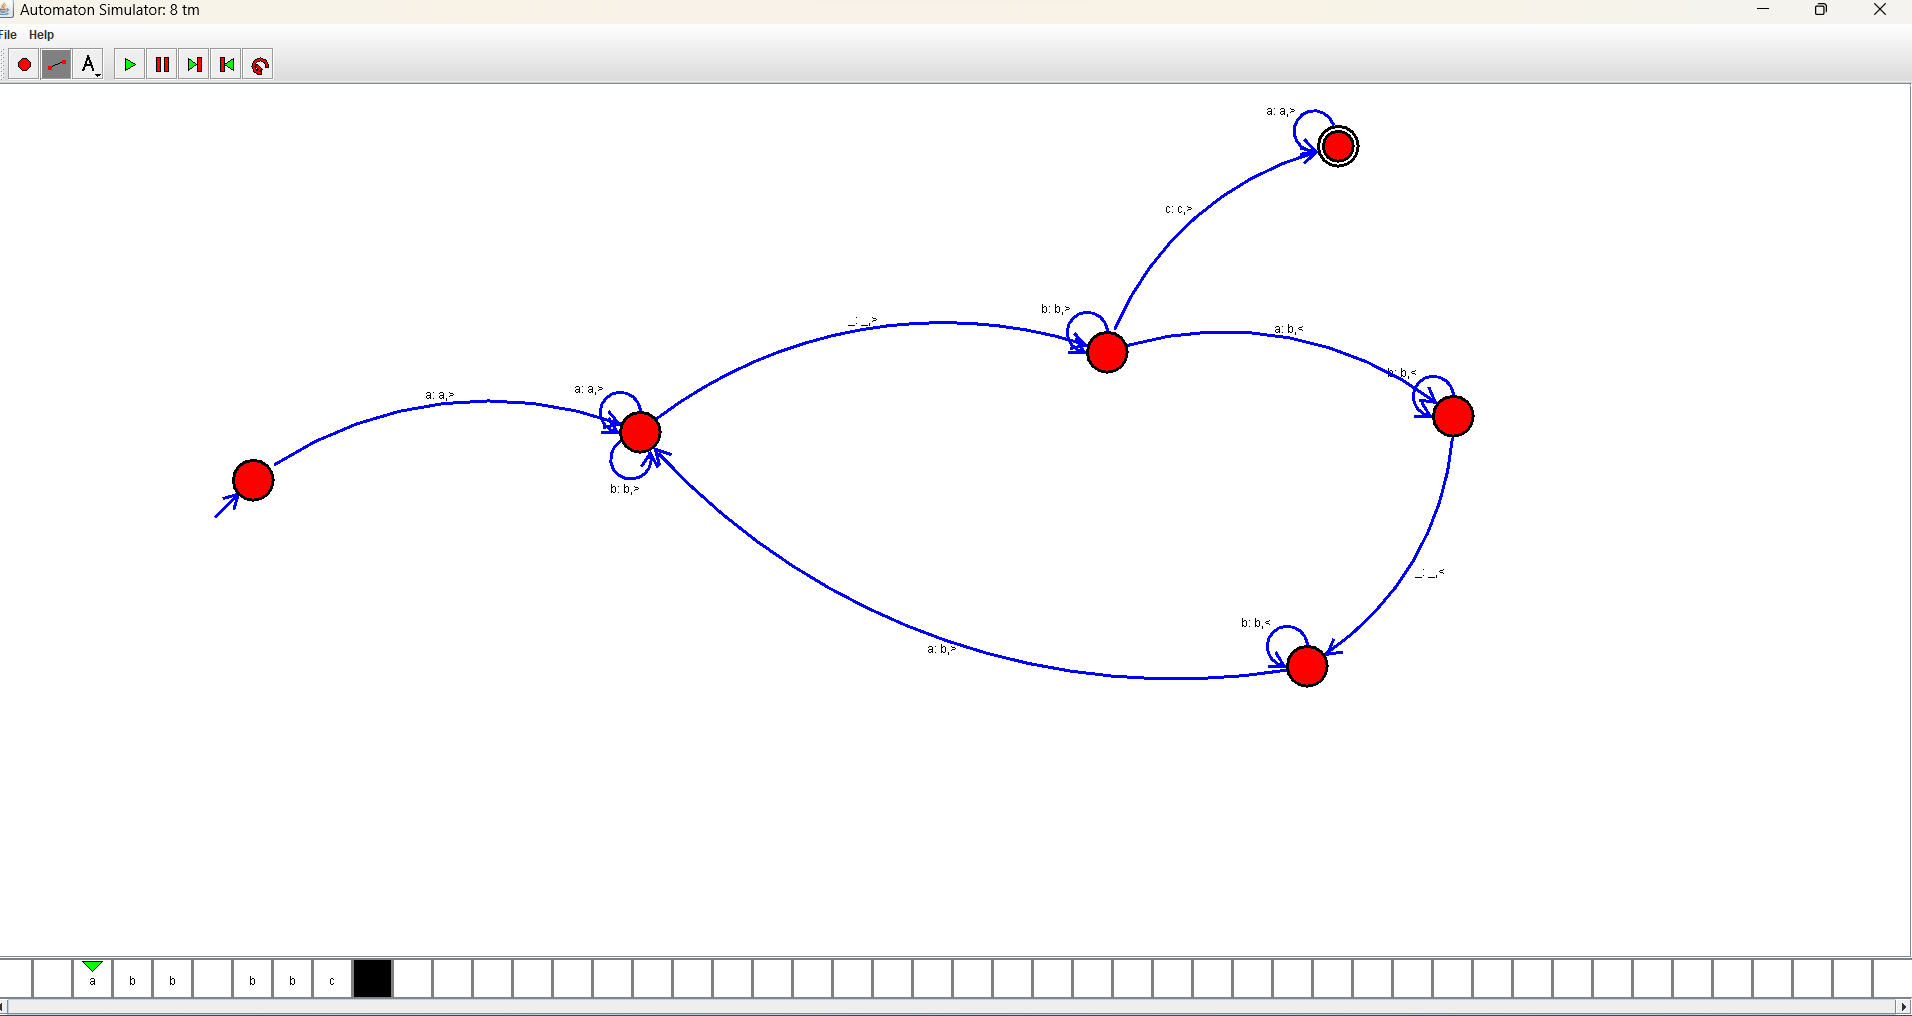 Automaton Simulator: 8 tm
File Help
A
a: a,>
c: c,>
b: b,>
_: _,>
a: b,<
b: b,<
a: a,>
a: a,>
b: b,>
_: _,<
b: b,<
a: b,>
a b b b b c